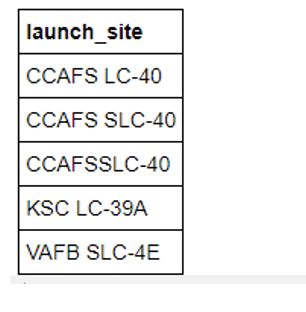 launch_site
CCAFS LC-40
CCAFS SLC-40
CCAFSSLC-40
KSC LC-39A
VAFB SLC-4E